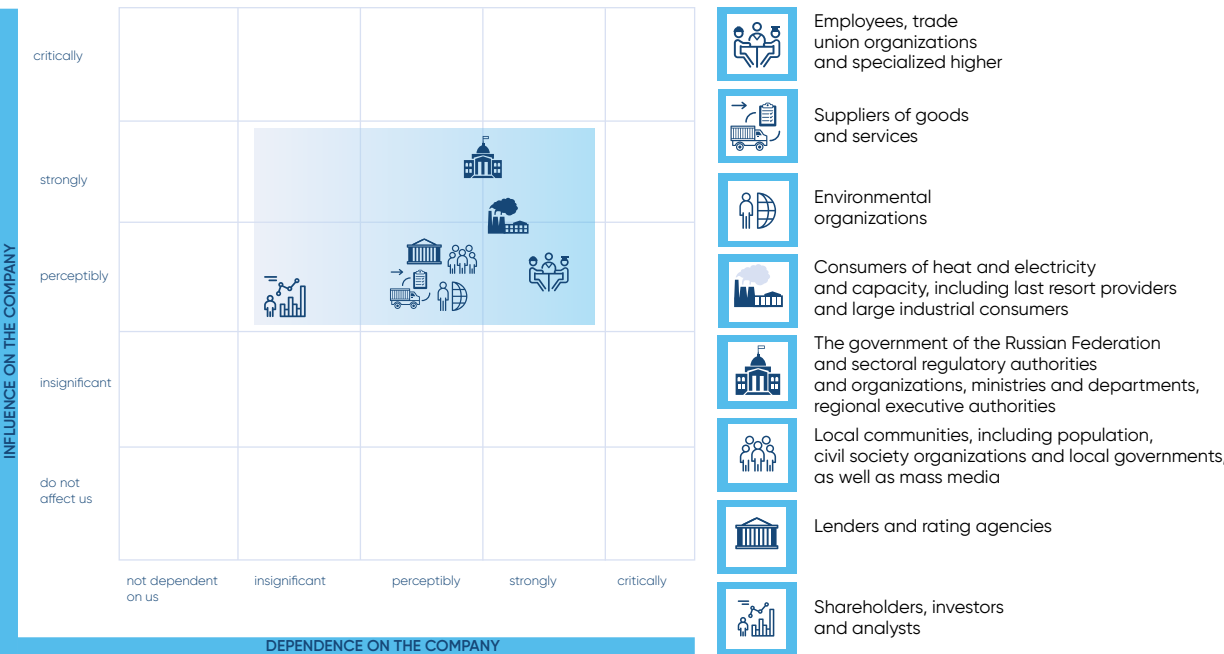 INFLUENCE ON THE COMPANY
critically
strongly
perceptibly
insignificant
do not
affect us
not dependent
on us
insignificant
perceptibly
strongly
critically
DEPENDENCE ON THE COMPANY
Employees, trade
union organizations
and specialized higher
Suppliers of goods
and services
Environmental
organizations
Consumers of heat and electricity
and capacity, including last resort providers
and large industrial consumers
The government of the Russian Federation
and sectoral regulatory authorities
and organizations, ministries and departments,
regional executive authorities
Local communities, including population,
civil society organizations and local governments,
as well as mass media
Lenders and rating agencies
Shareholders, investors
and analysts